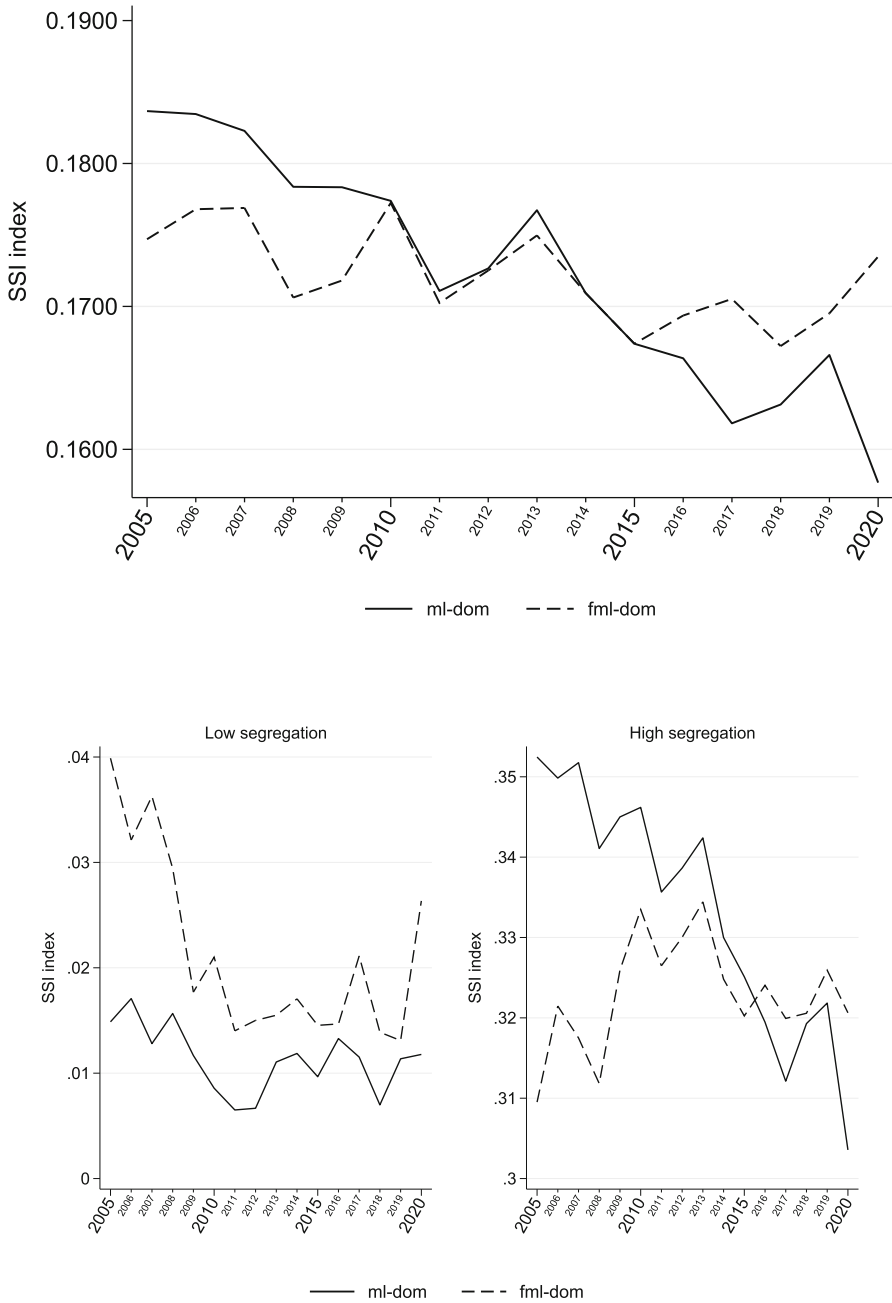 0.1900
0.1800
0.1700
0.1600
SSI index
2005 2006 2007 2008 2009 2010 2011 2012 2013 2014 2015 2016 2017 2018 2019 2020
ml-dom fml-dom
Low segregation
.04
.03
.02
.01
0
SSI index
2005 2006 2007 2008 2009 2010 2011 2012 2013 2014 2015 2016 2017 2018 2019 2020
High segregation
.35
.34
.33
.32
.31
.3
SSI index
2005 2006 2007 2008 2009 2010 2011 2012 2013 2014 2015 2016 2017 2018 2019 2020
ml-dom fml-dom